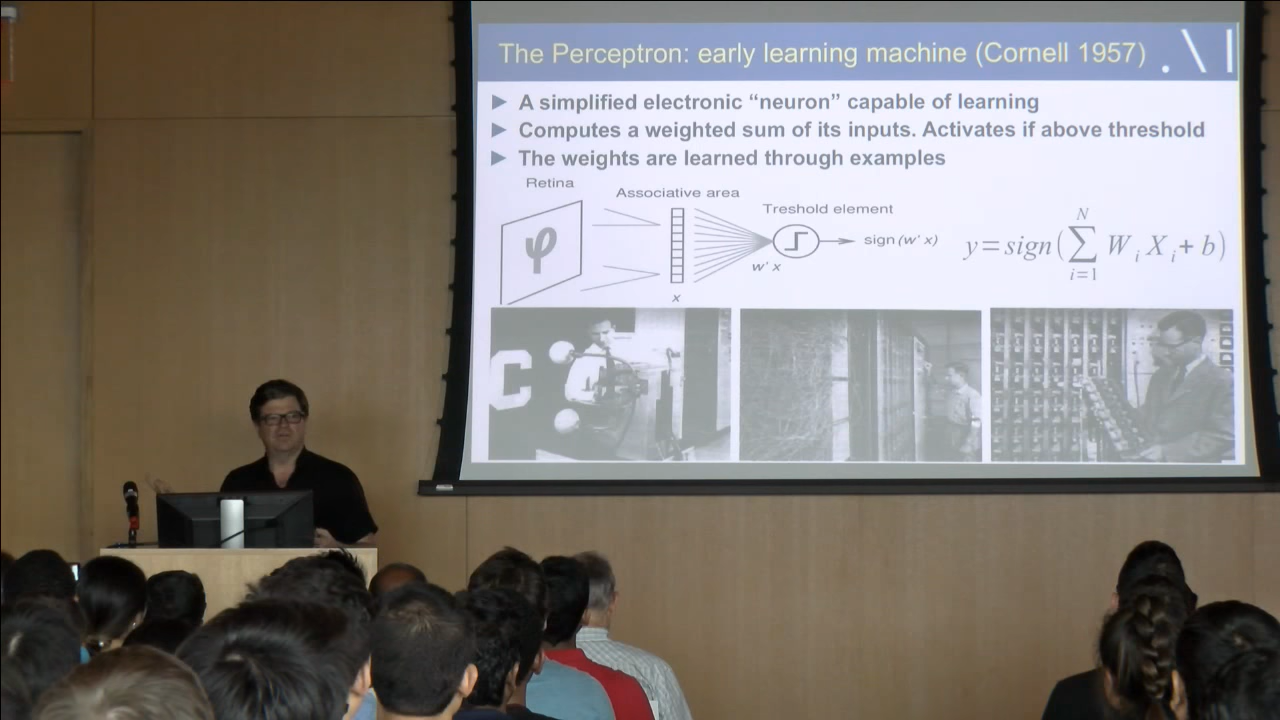 The Perceptron: early learning machine (Cornell 1957)
A simplified electronic “neuron” capable of learning
Computes a weighted sum of its inputs. Activates if above threshold
The weights are learned through examples
Retina
Associative area
Treshold element
φ
sign (w' x)
w' x
x
y=sign(∑_{i=1}^{N} W_i X_i + b)
C